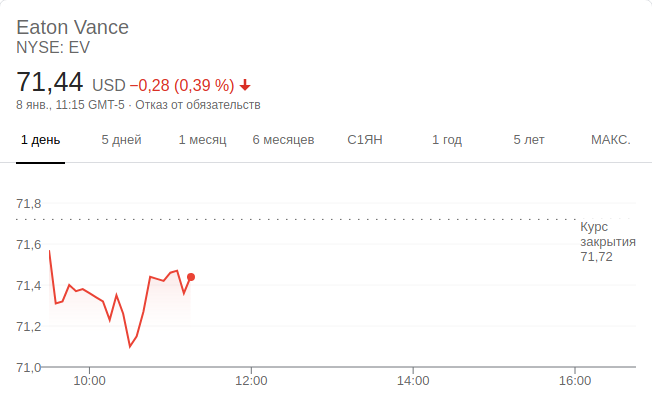 Eaton Vance
NYSE: EV
71,44 USD −0,28 (0,39 %)
8 янв., 11:15 GMT-5 · Отказ от обязательств
1 день 5 дней 1 месяц 6 месяцев С1ЯН 1 год 5 лет МАКС.
71,8
Курс
закрытия
71,72
71,6
71,4
71,2
71,0
10:00 12:00 14:00 16:00